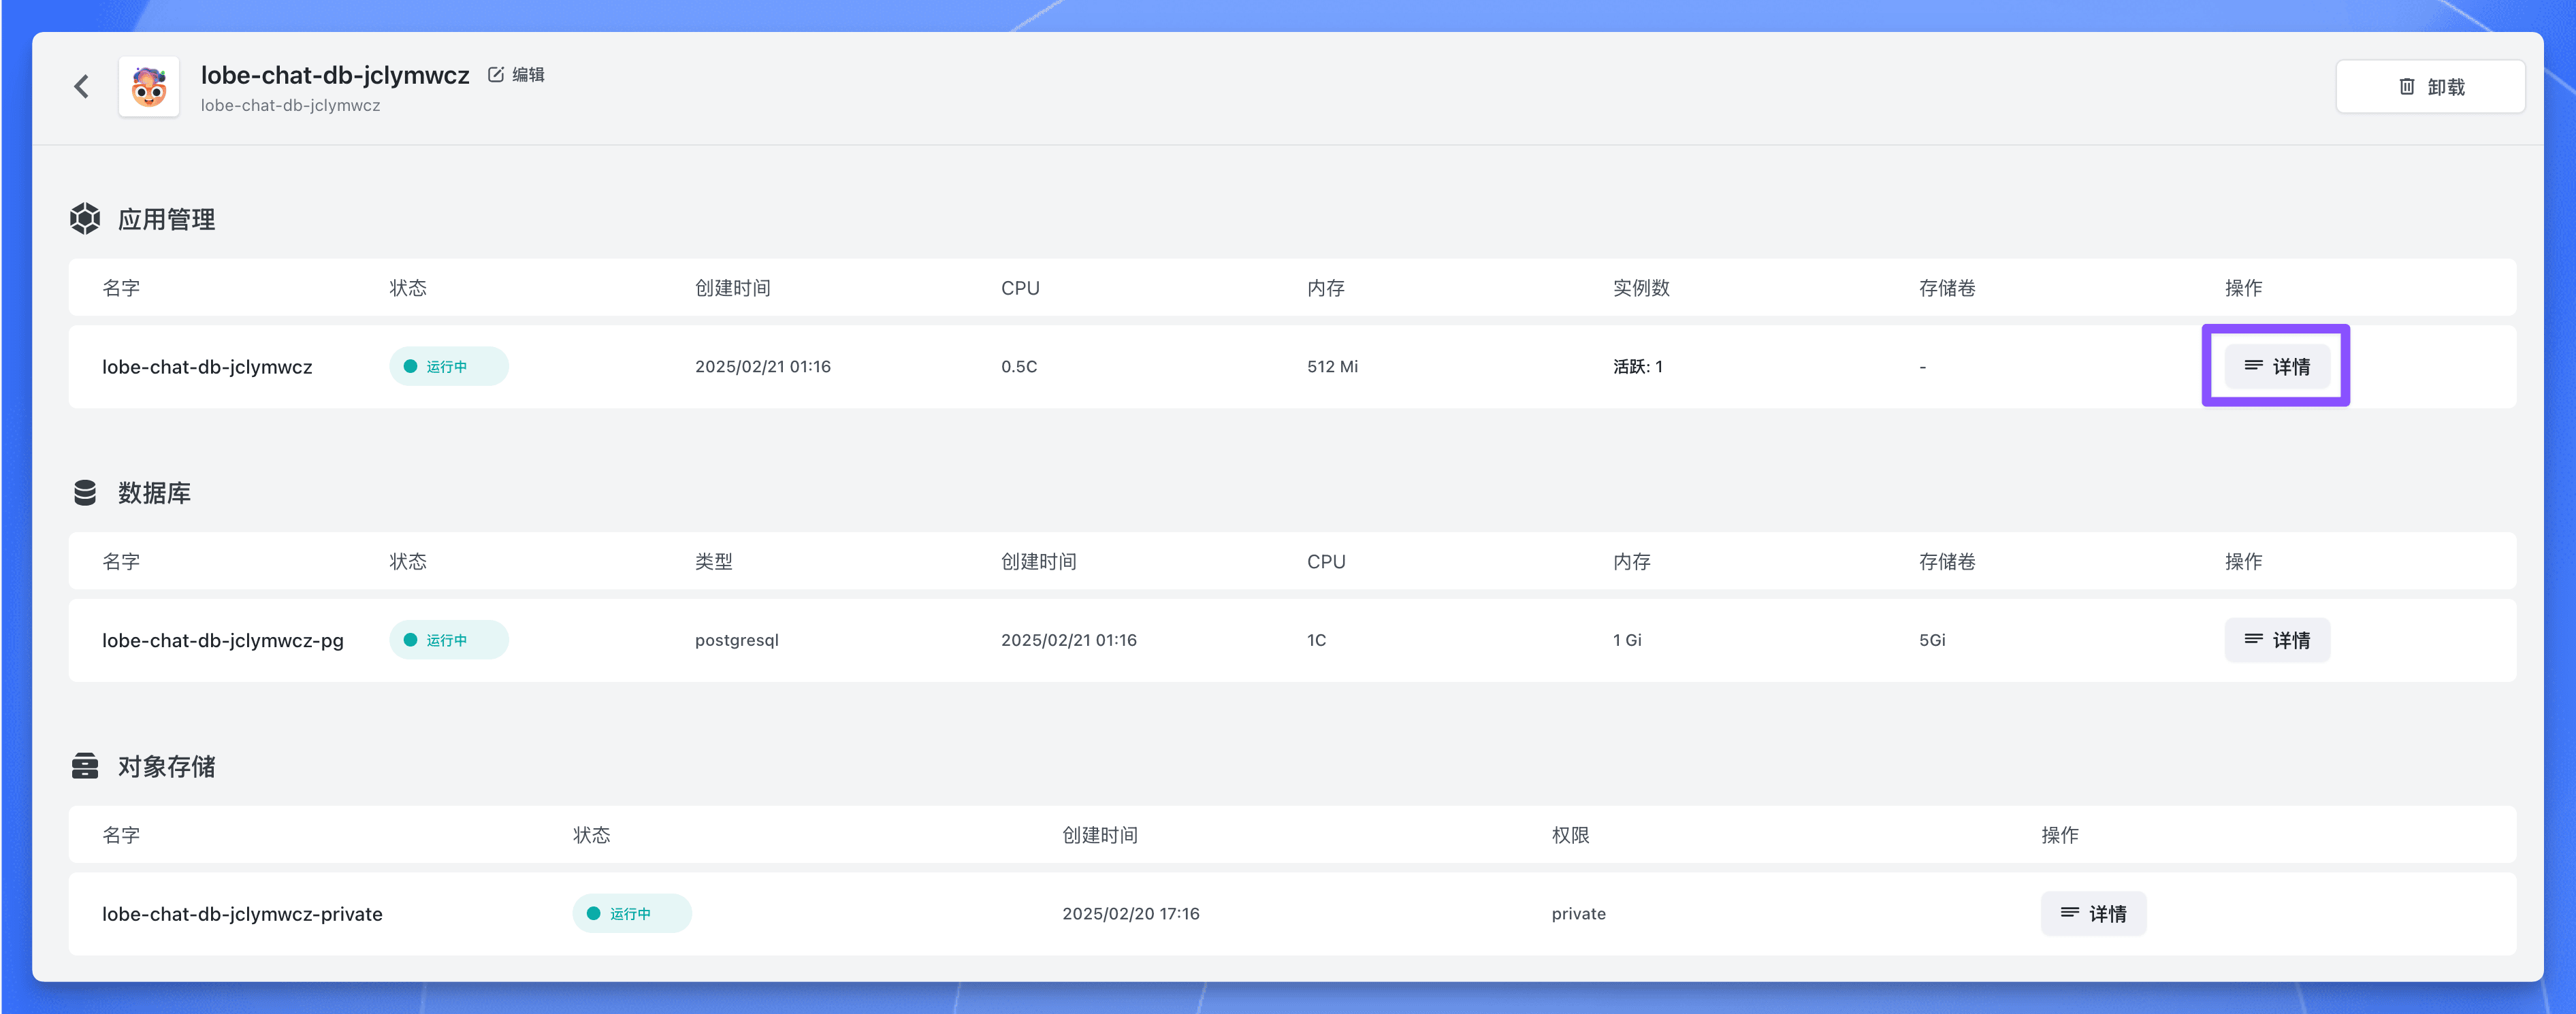 lobe-chat-db-jclymwcz 编辑
lobe-chat-db-jclymwcz
卸载
应用管理
名字 状态 创建时间 CPU 内存 实例数 存储卷 操作
lobe-chat-db-jclymwcz 运行中 2025/02/21 01:16 0.5C 512 Mi 活跃: 1 - 详情
数据库
名字 状态 类型 创建时间 CPU 内存 存储卷 操作
lobe-chat-db-jclymwcz-pg 运行中 postgresql 2025/02/21 01:16 1C 1 Gi 5Gi 详情
对象存储
名字 状态 创建时间 权限 操作
lobe-chat-db-jclymwcz-private 运行中 2025/02/20 17:16 private 详情